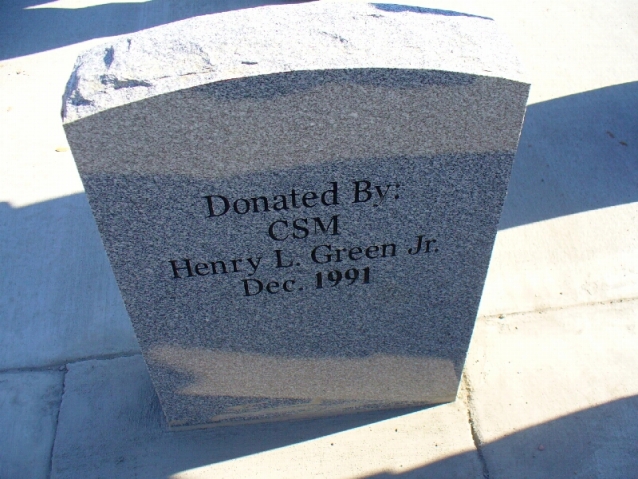 Donated By:
CSM
Henry L. Green Jr.
Dec. 1991